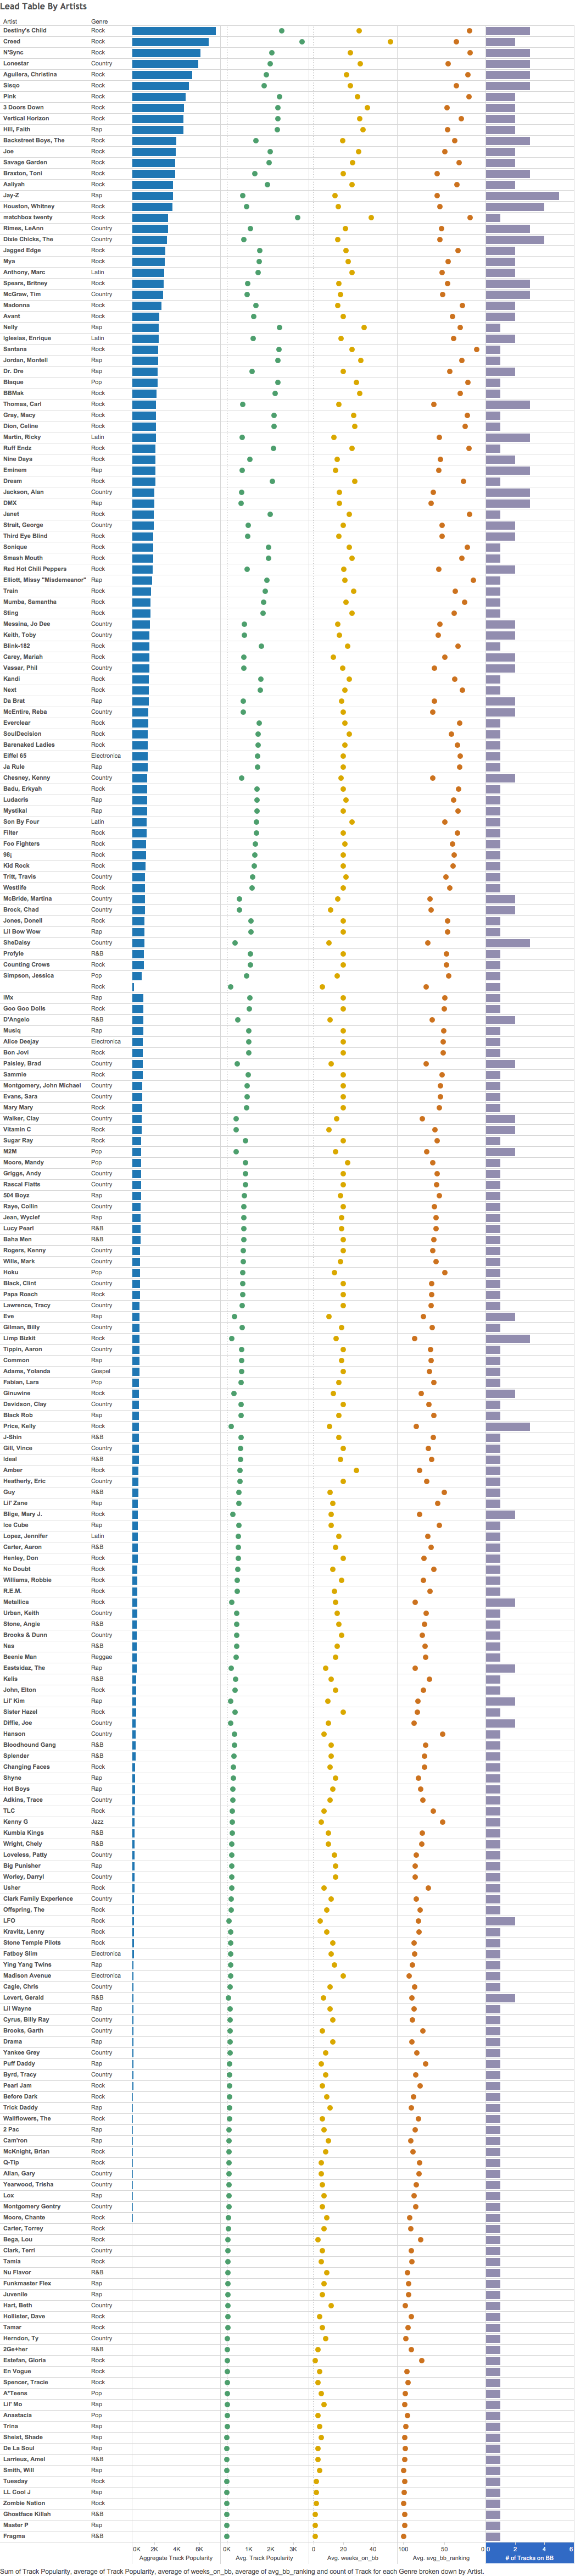 Lead Table By Artists
Artist Genre
Destiny's Child Rock
Creed Rock
N'Sync Rock
Lonestar Country
Aguilera, Christina Rock
Sisqo Rock
Pink Rock
3 Doors Down Rock
Vertical Horizon Rock
Hill, Faith Rap
Backstreet Boys, The Rock
Joe Rock
Savage Garden Rock
Braxton, Toni Rock
Aaliyah Rock
Jay-Z Rap
Houston, Whitney Rock
matchbox twenty Rock
Rimes, LeAnn Country
Dixie Chicks, The Country
Jagged Edge Rock
Mya Rock
Anthony, Marc Latin
Spears, Britney Rock
McGraw, Tim Country
Madonna Rock
Avant Rock
Nelly Rap
Iglesias, Enrique Latin
Santana Rock
Jordan, Montell Rap
Dr. Dre Rap
Blaque Pop
BBMak Rock
Thomas, Carl Rock
Gray, Macy Rock
Dion, Celine Rock
Martin, Ricky Latin
Ruff Endz Rock
Nine Days Rock
Eminem Rap
Dream Rock
Jackson, Alan Country
DMX Rap
Janet Rock
Strait, George Country
Third Eye Blind Rock
Sonique Rock
Smash Mouth Rock
Red Hot Chili Peppers Rock
Elliott, Missy "Misdemeanor" Rap
Train Rock
Mumba, Samantha Rock
Sting Rock
Messina, Jo Dee Country
Keith, Toby Country
Blink-182 Rock
Carey, Mariah Rock
Vassar, Phil Country
Kandi Rock
Next Rock
Da Brat Rap
McEntire, Reba Country
Everclear Rock
SoulDecision Rock
Barenaked Ladies Rock
Eiffel 65 Electronica
Ja Rule Rap
Chesney, Kenny Country
Badu, Erkyah Rock
Ludacris Rap
Mystikal Rap
Son By Four Latin
Filter Rock
Foo Fighters Rock
98¡ Rock
Kid Rock Rock
Tritt, Travis Country
Westlife Rock
McBride, Martina Country
Brock, Chad Country
Jones, Donell Rock
Lil Bow Wow Rap
SheDaisy Country
Profyle R&B
Counting Crows Rock
Simpson, Jessica Pop
Rock
IMx Rap
Goo Goo Dolls Rock
D'Angelo R&B
Musiq Rap
Alice Deejay Electronica
Bon Jovi Rock
Paisley, Brad Country
Sammie Rock
Montgomery, John Michael Country
Evans, Sara Country
Mary Mary Rock
Walker, Clay Country
Vitamin C Rock
Sugar Ray Rock
M2M Pop
Moore, Mandy Pop
Griggs, Andy Country
Rascal Flatts Country
504 Boyz Rap
Raye, Collin Country
Jean, Wyclef Rap
Lucy Pearl R&B
Baha Men R&B
Rogers, Kenny Country
Wills, Mark Country
Hoku Pop
Black, Clint Country
Papa Roach Rock
Lawrence, Tracy Country
Eve Rap
Gilman, Billy Country
Limp Bizkit Rock
Tippin, Aaron Country
Common Rap
Adams, Yolanda Gospel
Fabian, Lara Pop
Ginuwine Rock
Davidson, Clay Country
Black Rob Rap
Price, Kelly Rock
J-Shin R&B
Gill, Vince Country
Ideal R&B
Amber Rock
Heatherly, Eric Country
Guy R&B
Lil' Zane Rap
Blige, Mary J. Rock
Ice Cube Rap
Lopez, Jennifer Latin
Carter, Aaron R&B
Henley, Don Rock
No Doubt Rock
Williams, Robbie Rock
R.E.M. Rock
Metallica Rock
Urban, Keith Country
Stone, Angie R&B
Brooks & Dunn Country
Nas R&B
Beenie Man Reggae
Eastsidaz, The Rap
Kelis R&B
John, Elton Rock
Lil' Kim Rap
Sister Hazel Rock
Diffie, Joe Country
Hanson Country
Bloodhound Gang R&B
Splender R&B
Changing Faces Rock
Shyne Rap
Hot Boys Rap
Adkins, Trace Country
TLC Rock
Kenny G Jazz
Kumbia Kings R&B
Wright, Chely R&B
Loveless, Patty Country
Big Punisher Rap
Worley, Darryl Country
Usher Rock
Clark Family Experience Country
Offspring, The Rock
LFO Rock
Kravitz, Lenny Rock
Stone Temple Pilots Rock
Fatboy Slim Electronica
Ying Yang Twins Rap
Madison Avenue Electronica
Cagle, Chris Country
Levert, Gerald R&B
Lil Wayne Rap
Cyrus, Billy Ray Country
Brooks, Garth Country
Drama Rap
Yankee Grey Country
Puff Daddy Rap
Byrd, Tracy Country
Pearl Jam Rock
Before Dark Rock
Trick Daddy Rap
Wallflowers, The Rock
2 Pac Rap
Cam'ron Rap
McKnight, Brian Rock
Q-Tip Rock
Allan, Gary Country
Yearwood, Trisha Country
Lox Rap
Montgomery Gentry Country
Moore, Chante Rock
Carter, Torrey Rock
Bega, Lou Rock
Clark, Terri Country
Tamia Rock
Nu Flavor R&B
Funkmaster Flex Rap
Juvenile Rap
Hart, Beth Country
Hollister, Dave Rock
Tamar Rock
Herndon, Ty Country
2Ge+her R&B
Estefan, Gloria Rock
En Vogue Rock
Spencer, Tracie Rock
A*Teens Pop
Lil' Mo Rap
Anastacia Pop
Trina Rap
Sheist, Shade Rap
De La Soul Rap
Larrieux, Amel R&B
Smith, Will Rap
Tuesday Rock
LL Cool J Rap
Zombie Nation Rock
Ghostface Killah R&B
Master P Rap
Fragma R&B
0K 2K 4K 6K 0K 1K 2K 3K 0 20 40 100 50 0 2 4 6
Aggregate Track Popularity Avg. Track Popularity Avg. weeks_on_bb Avg. avg_bb_ranking # of Tracks on BB
Sum of Track Popularity, average of Track Popularity, average of weeks_on_bb, average of avg_bb_ranking and count of Track for each Genre broken down by Artist.